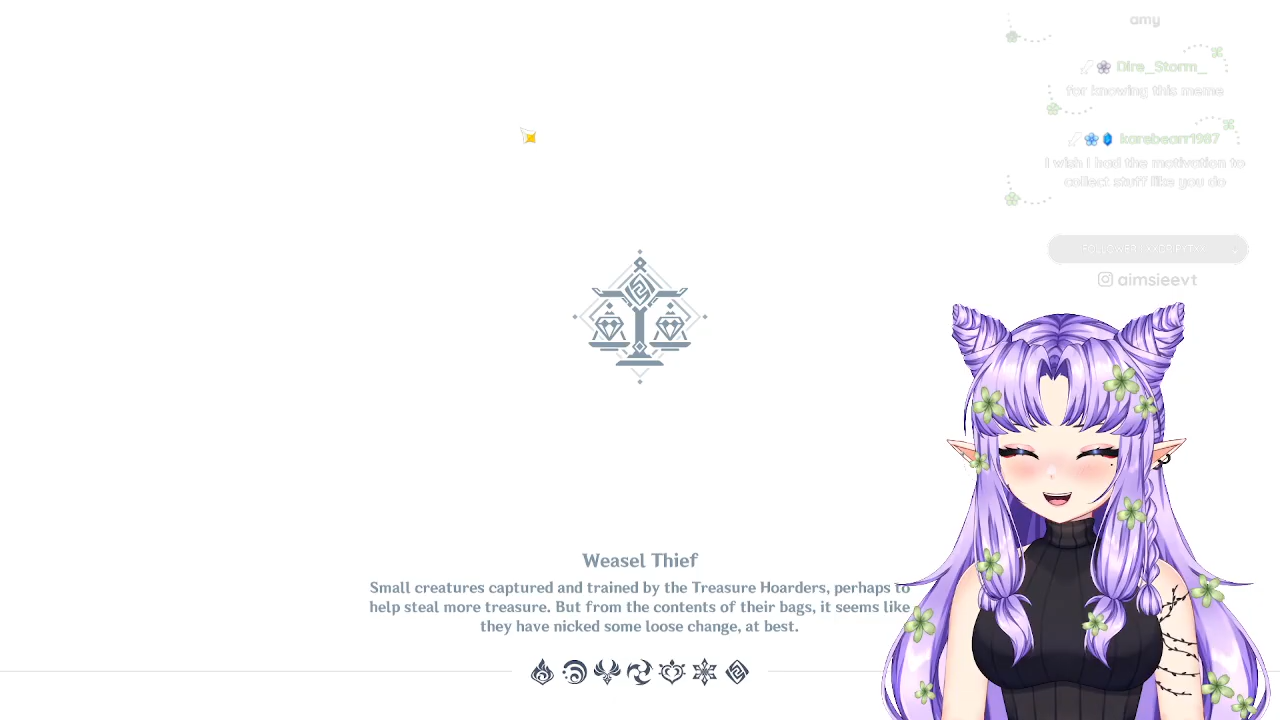 amy
Dire_Storm_
for knowing this meme
karebearr1987
I wish I had the motivation to
collect stuff like you do
aimsieevt
Weasel Thief
Small creatures captured and trained by the Treasure Hoarders, perhaps to
help steal more treasure. But from the contents of their bags, it seems like
they have nicked some loose change, at best.